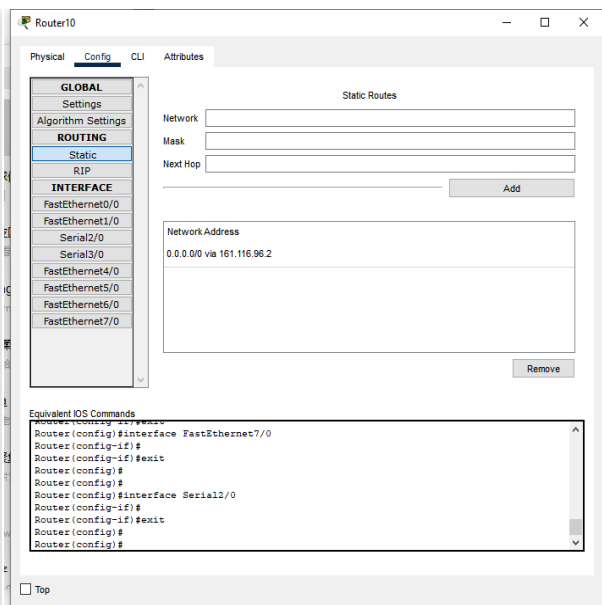 Router10
Physical Config CLI Attributes
GLOBAL
Settings
Algorithm Settings
ROUTING
Static
RIP
INTERFACE
FastEthernet0/0
FastEthernet1/0
Serial2/0
Serial3/0
FastEthernet4/0
FastEthernet5/0
FastEthernet6/0
FastEthernet7/0
Static Routes
Network
Mask
Next Hop
Add
Network Address
0.0.0.0/0 via 161.116.96.2
Remove
Equivalent IOS Commands
Router(config-if)#exit
Router(config)#interface FastEthernet7/0
Router(config-if)#
Router(config-if)#exit
Router(config)#
Router(config)#
Router(config)#interface Serial2/0
Router(config-if)#
Router(config-if)#exit
Router(config)#
Router(config)#
Top